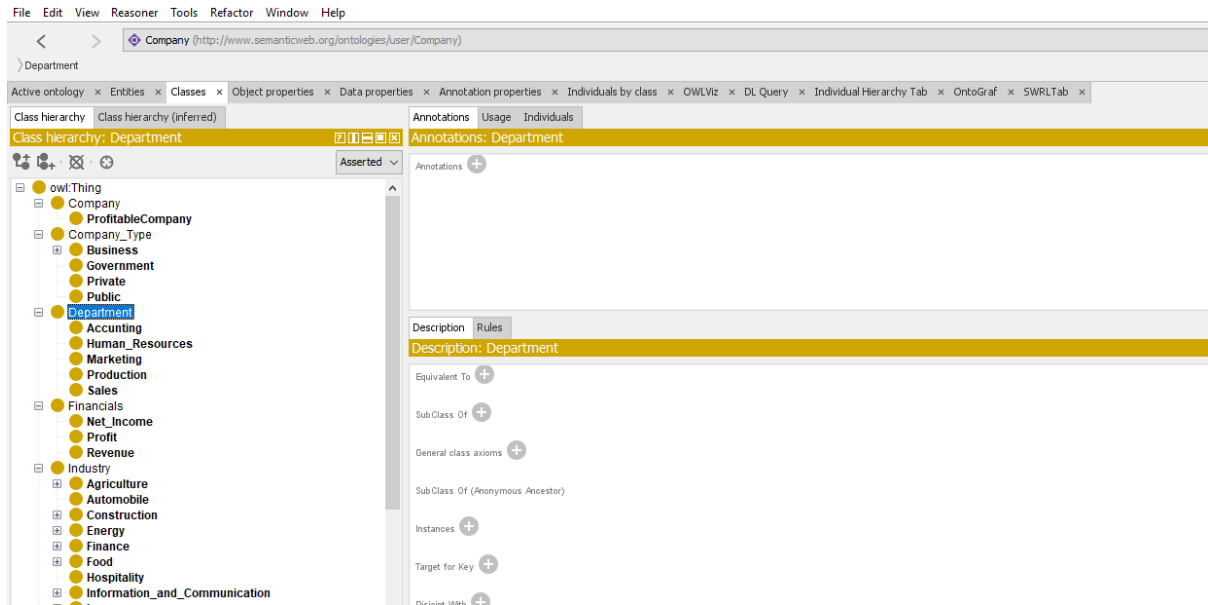 File Edit View Reasoner Tools Refactor Window Help
Company (http://www.semanticweb.org/ontologies/user/Company)
Department
Active ontology × Entities × Classes × Object properties × Data properties × Annotation properties × Individuals by class × OWLViz × DL Query × Individual Hierarchy Tab × OntoGraf × SWRLTab ×
Class hierarchy Class hierarchy (inferred)
Class hierarchy: Department
Asserted
owl:Thing
Company
ProfitableCompany
Company_Type
Business
Government
Private
Public
Department
Accunting
Human_Resources
Marketing
Production
Sales
Financials
Net_Income
Profit
Revenue
Industry
Agriculture
Automobile
Construction
Energy
Finance
Food
Hospitality
Information_and_Communication
Annotations Usage Individuals
Annotations: Department
Annotations
Description Rules
Description: Department
Equivalent To
SubClass Of
General class axioms
SubClass Of (Anonymous Ancestor)
Instances
Target for Key
Disjoint With